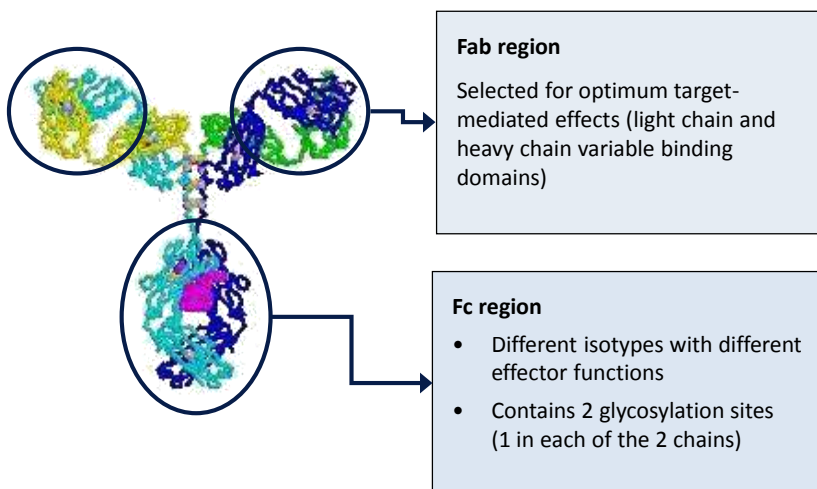 Fab region
Selected for optimum target-
mediated effects (light chain and
heavy chain variable binding
domains)
Fc region
• Different isotypes with different
effector functions
• Contains 2 glycosylation sites
(1 in each of the 2 chains)